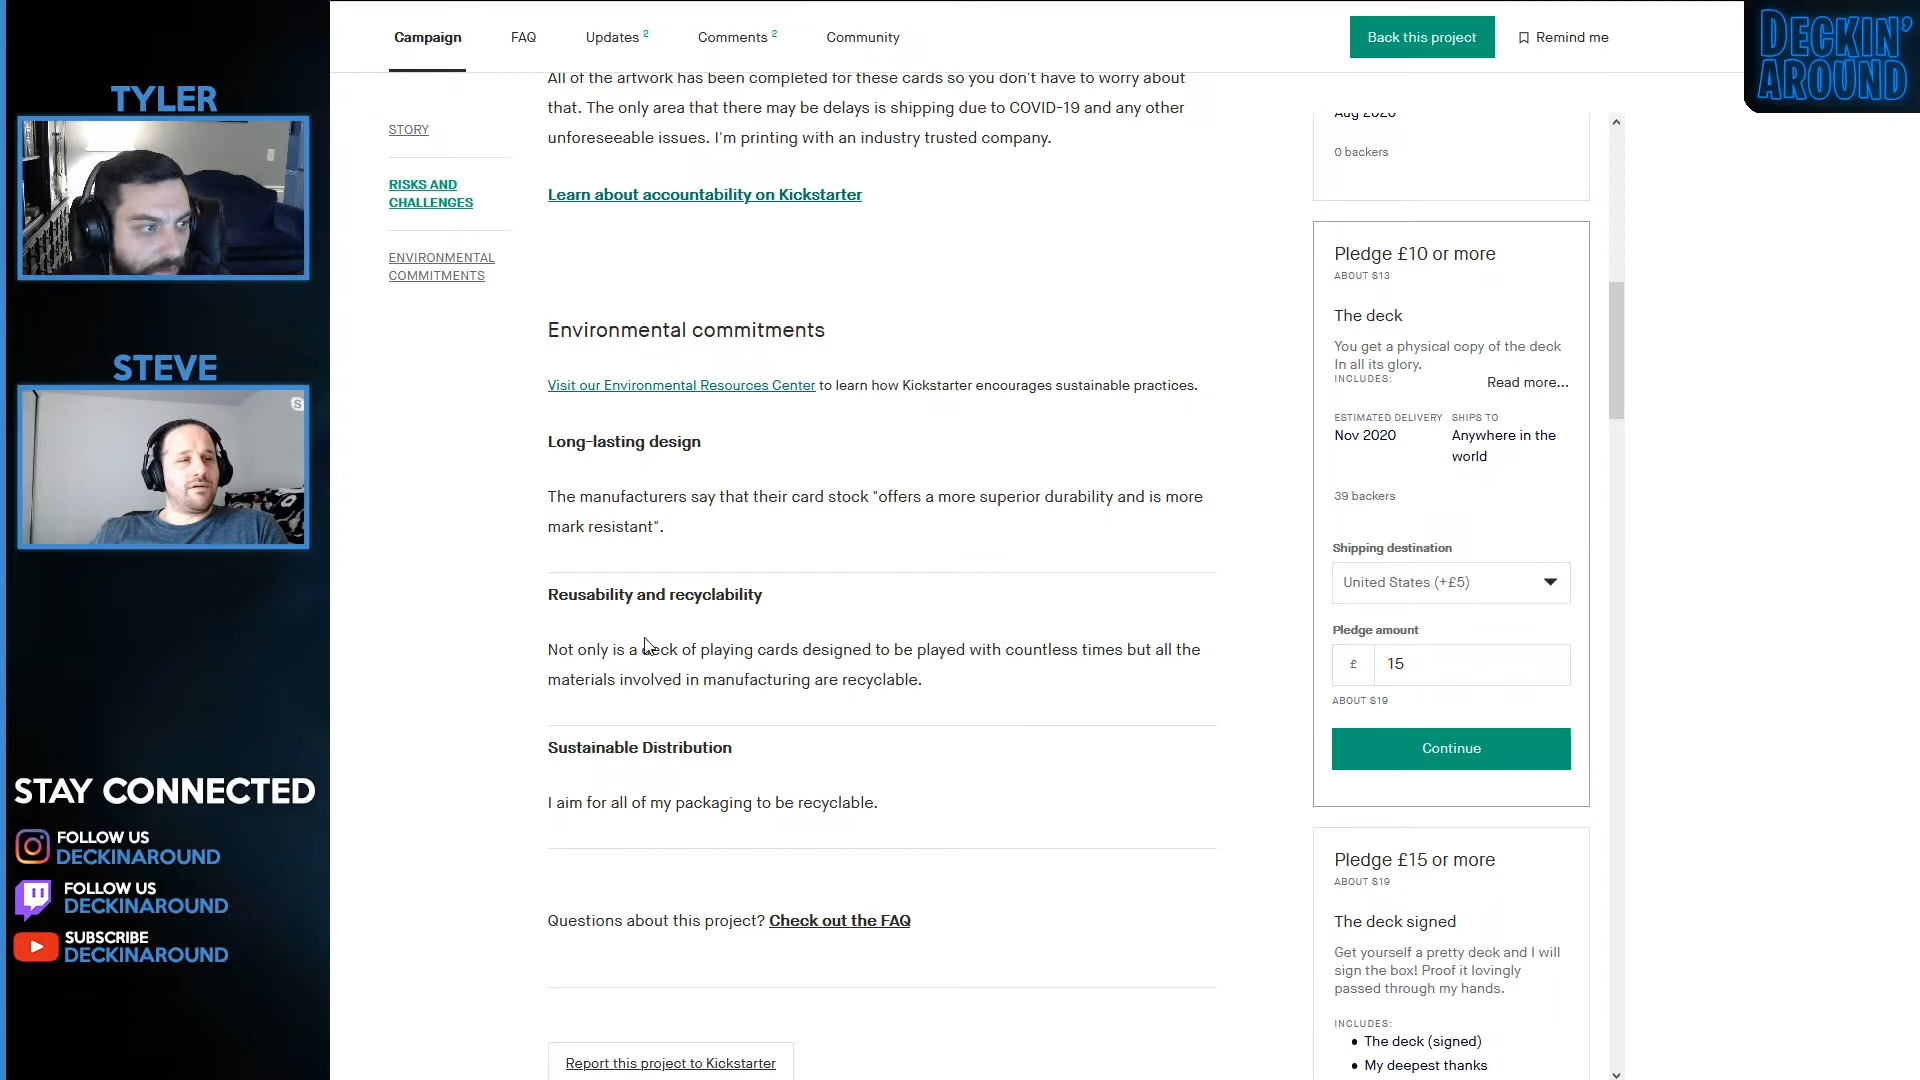 TYLER
STEVE
STAY CONNECTED
FOLLOW US
DECKINAROUND
FOLLOW US
DECKINAROUND
SUBSCRIBE
DECKINAROUND
Campaign
FAQ
Updates 2
Comments 2
Community
Back this project
Remind me
DECKIN'
AROUND
STORY
RISKS AND
CHALLENGES
ENVIRONMENTAL
COMMITMENTS
All of the artwork has been completed for these cards so you don't have to worry about
that. The only area that there may be delays is shipping due to COVID-19 and any other
unforeseeable issues. I'm printing with an industry trusted company.
Learn about accountability on Kickstarter
Environmental commitments
Visit our Environmental Resources Center to learn how Kickstarter encourages sustainable practices.
Long-lasting design
The manufacturers say that their card stock "offers a more superior durability and is more
mark resistant".
Reusability and recyclability
Not only is a deck of playing cards designed to be played with countless times but all the
materials involved in manufacturing are recyclable.
Sustainable Distribution
I aim for all of my packaging to be recyclable.
Questions about this project? Check out the FAQ
Report this project to Kickstarter
Aug 2020
0 backers
Pledge £10 or more
ABOUT $13
The deck
You get a physical copy of the deck
In all its glory.
INCLUDES:
Read more...
ESTIMATED DELIVERY
Nov 2020
SHIPS TO
Anywhere in the
world
39 backers
Shipping destination
United States (+£5)
Pledge amount
£ 15
ABOUT $19
Continue
Pledge £15 or more
ABOUT $19
The deck signed
Get yourself a pretty deck and I will
sign the box! Proof it lovingly
passed through my hands.
INCLUDES:
• The deck (signed)
• My deepest thanks